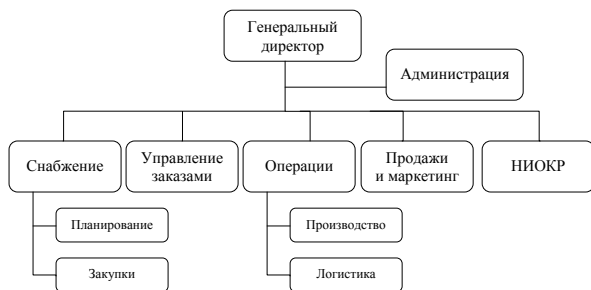 Генеральный
директор
Администрация
Снабжение
Управление
заказами
Операции
Продажи
и маркетинг
НИОКР
Планирование
Производство
Закупки
Логистика